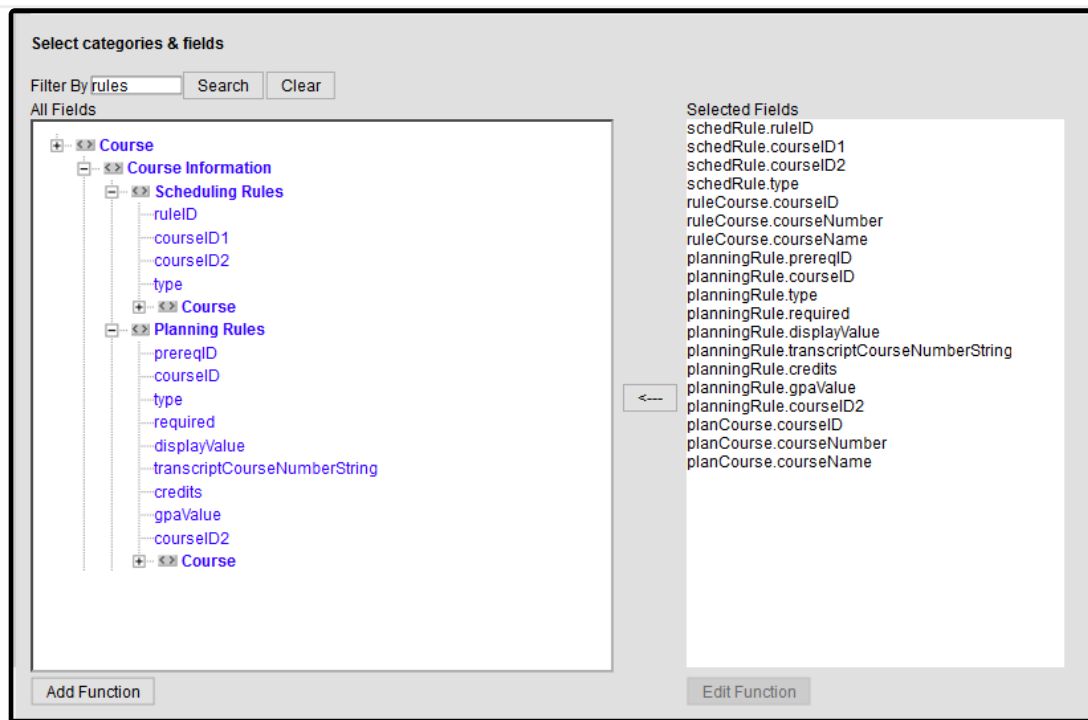 Select categories & fields
Filter By rules Search Clear
All Fields
Course
Course Information
Scheduling Rules
ruleID
courseID1
courseID2
type
Course
Planning Rules
prereqID
courseID
type
required
displayValue
transcriptCourseNumberString
credits
gpaValue
courseID2
Course
Add Function
<---
Selected Fields
schedRule.ruleID
schedRule.courseID1
schedRule.courseID2
schedRule.type
ruleCourse.courseID
ruleCourse.courseNumber
ruleCourse.courseName
planningRule.prereqID
planningRule.courseID
planningRule.type
planningRule.required
planningRule.displayValue
planningRule.transcriptCourseNumberString
planningRule.credits
planningRule.gpaValue
planningRule.courseID2
planCourse.courseID
planCourse.courseNumber
planCourse.courseName
Edit Function